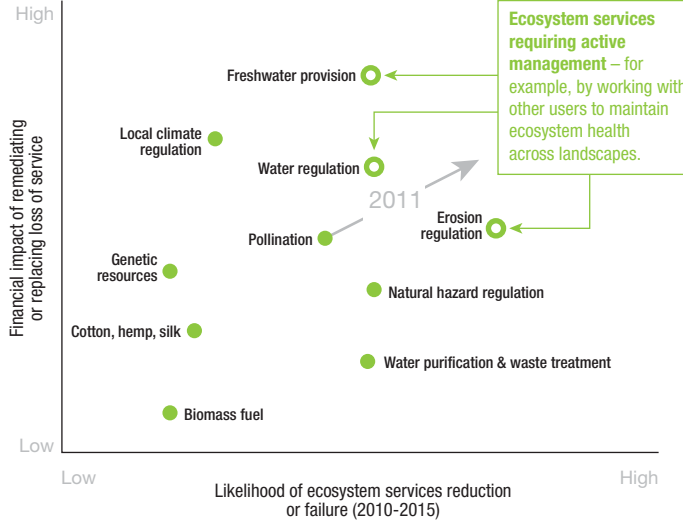 High
Ecosystem services
requiring active
management – for
example, by working with
other users to maintain
ecosystem health
across landscapes.
Freshwater provision
Local climate
regulation
Water regulation
2011
Erosion
regulation
Pollination
Genetic
resources
Natural hazard regulation
Cotton, hemp, silk
Water purification & waste treatment
Biomass fuel
Financial impact of remediating
or replacing loss of service
Low
Low
High
Likelihood of ecosystem services reduction
or failure (2010-2015)